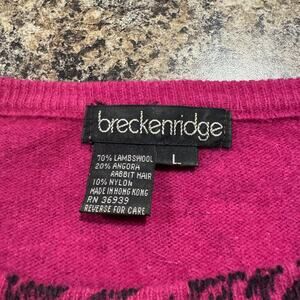 breckenridge
L
70% LAMBSWOOL
20% ANGORA
RABBIT HAIR
10% NYLON
MADE IN HONG KONG
RN 36939
REVERSE FOR CARE